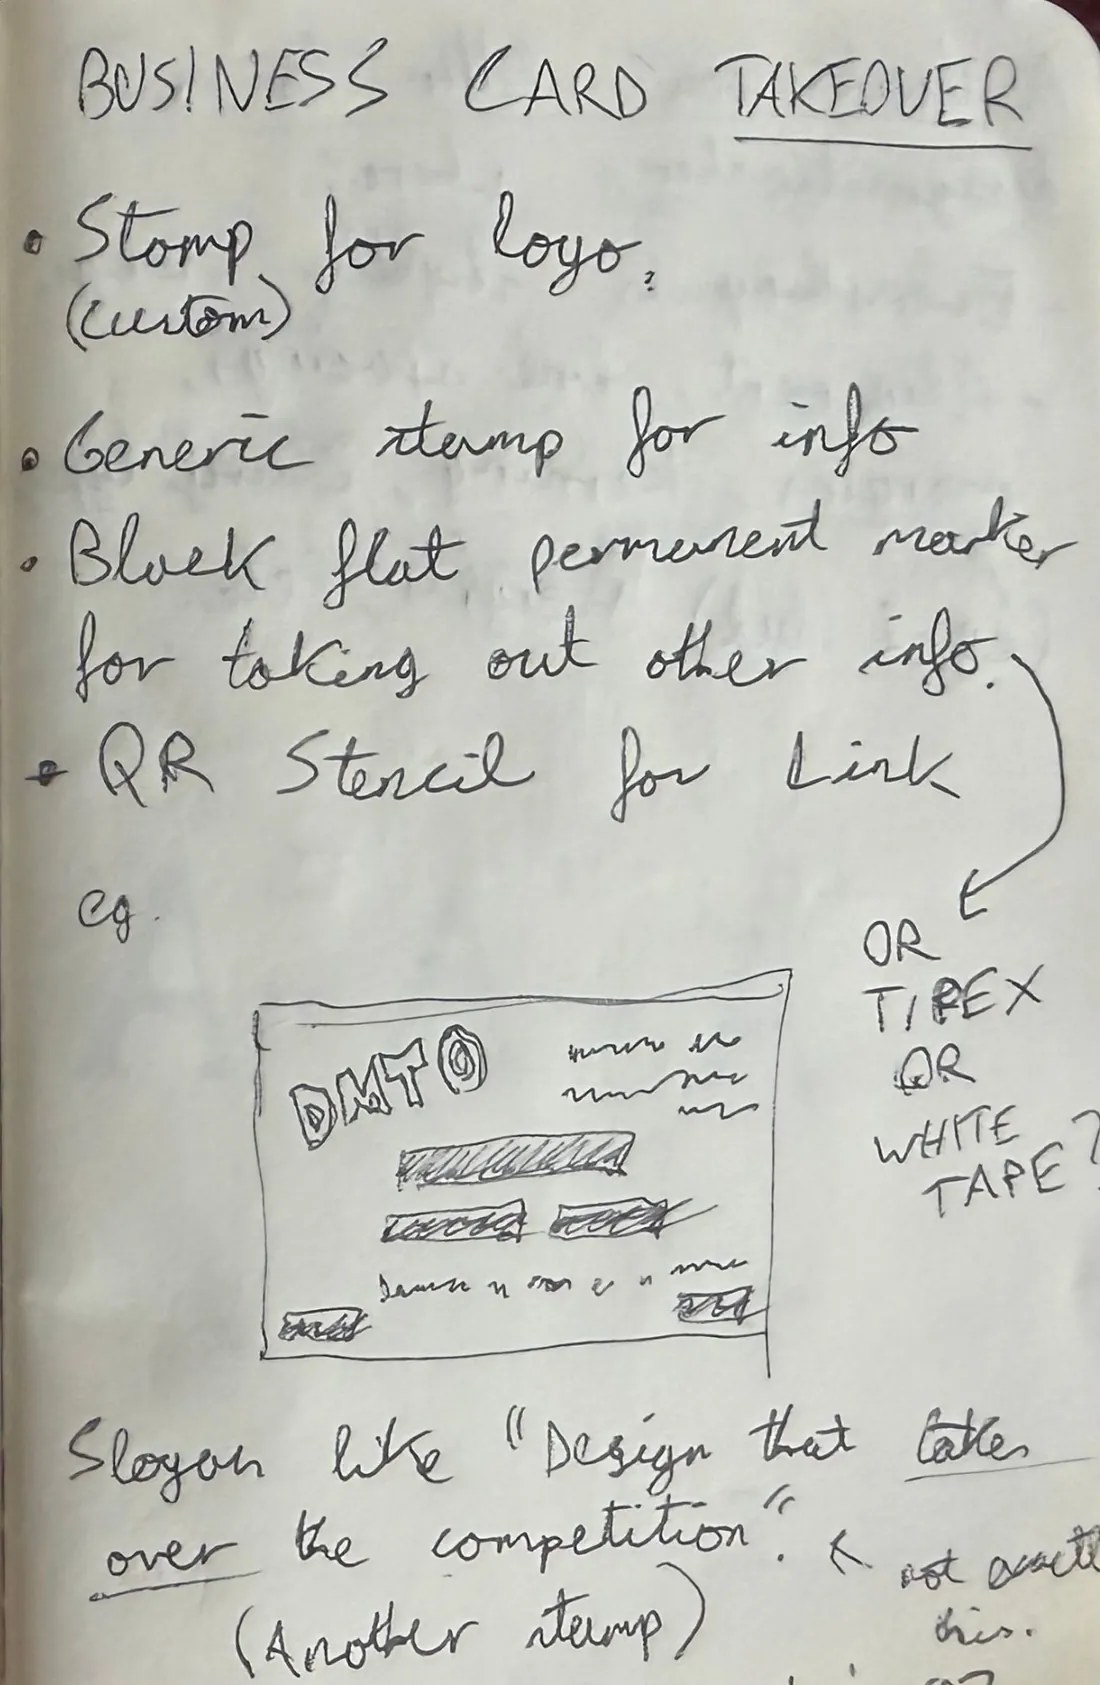 BUSINESS CARD TAKEOVER
• Stamp for logo.
(custom)
• Generic stamp for info
• Black flat permanent marker
for taking out other info.
• QR Stencil for Link
eg.
OR
TIPEX
OR
WHITE
TAPE?
DMTO
Slogan like "Design that takes
over the competition".
← not exactly
this.
(Another stamp)